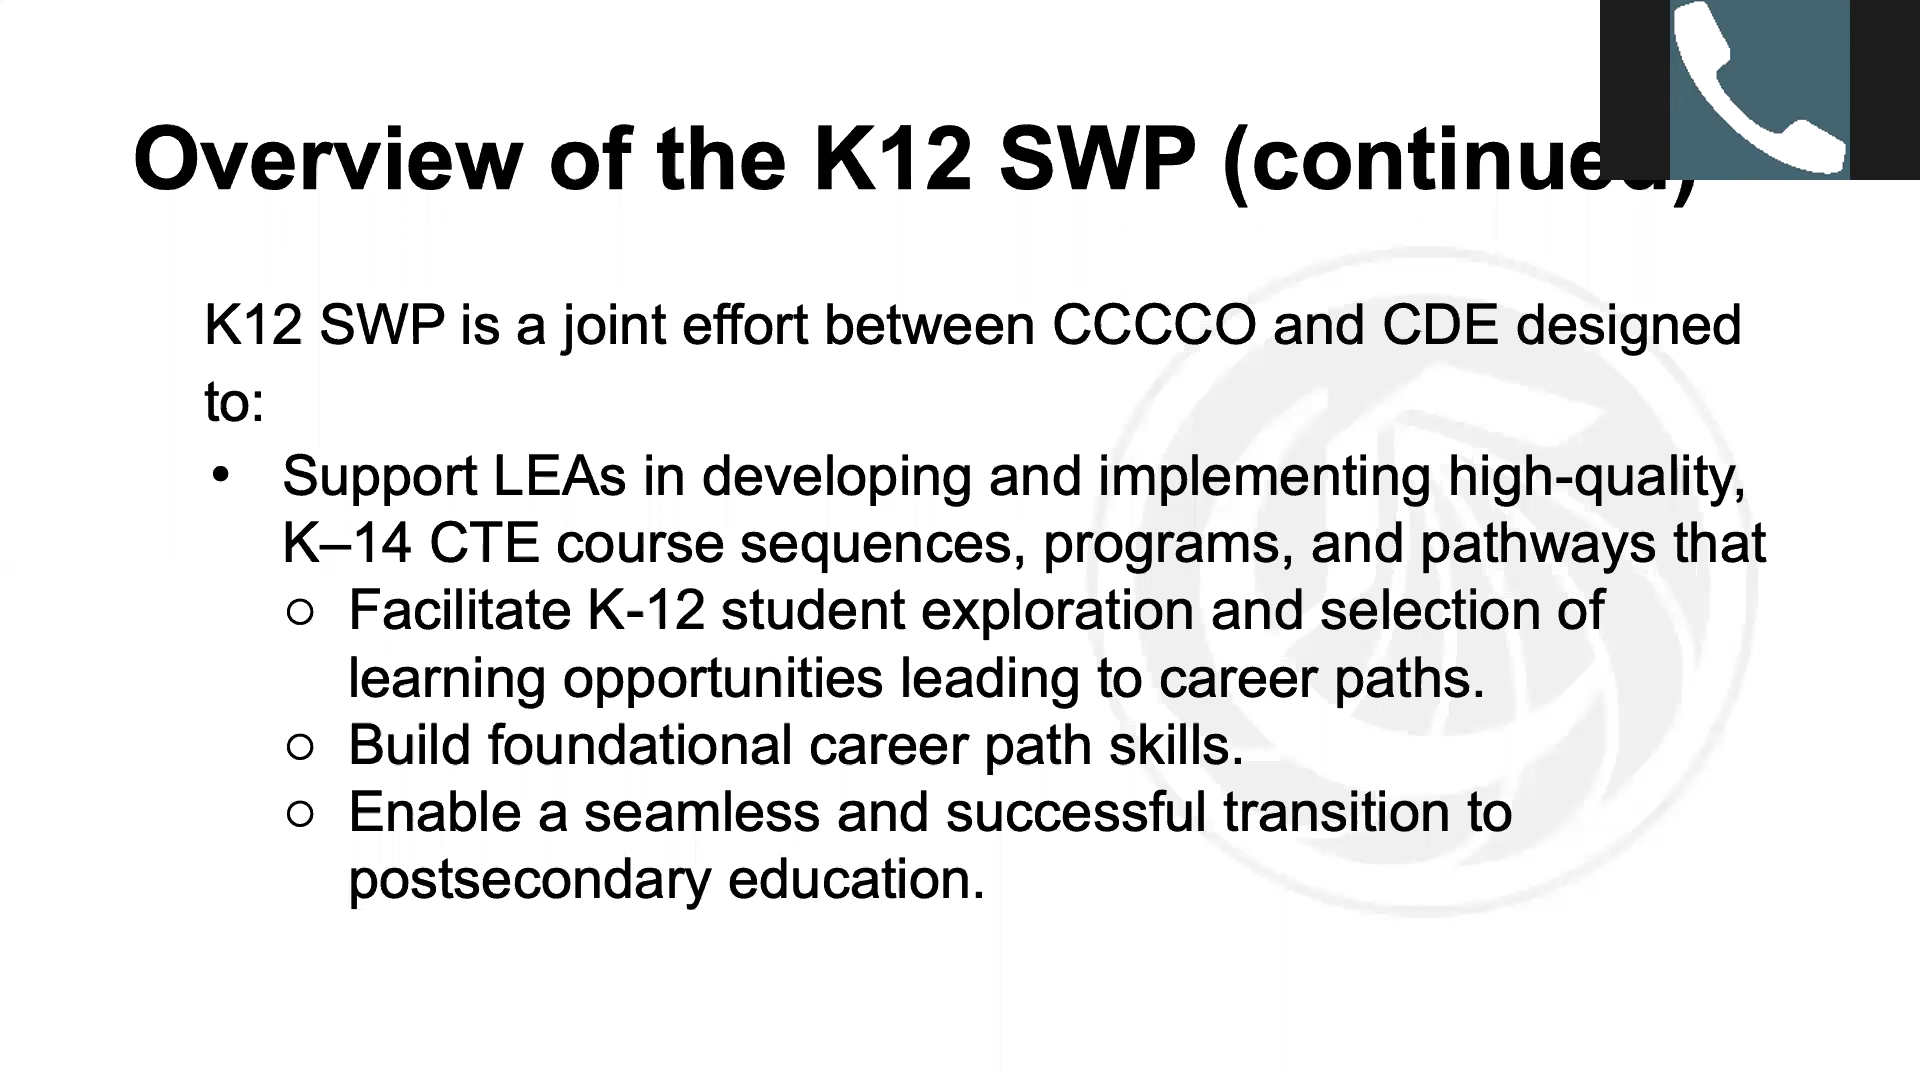 Overview of the K12 SWP (continued)
K12 SWP is a joint effort between CCCCO and CDE designed
to:
• Support LEAs in developing and implementing high-quality,
K–14 CTE course sequences, programs, and pathways that
○ Facilitate K-12 student exploration and selection of
learning opportunities leading to career paths.
○ Build foundational career path skills.
○ Enable a seamless and successful transition to
postsecondary education.